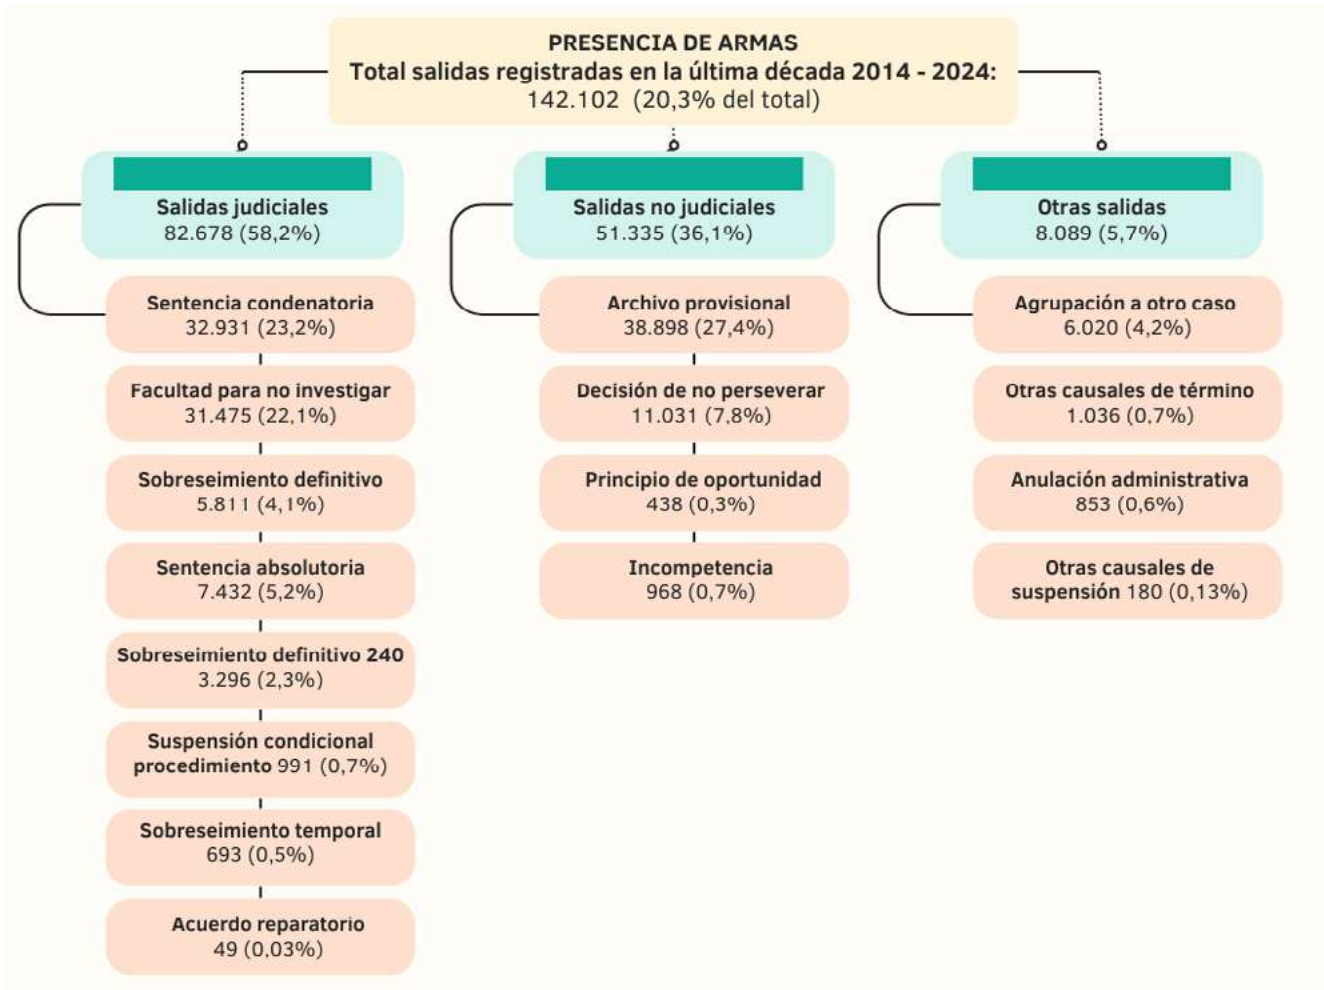 PRESENCIA DE ARMAS
Total salidas registradas en la última década 2014 - 2024:
142.102 (20,3% del total)
Salidas judiciales
82.678 (58,2%)
Sentencia condenatoria
32.931 (23,2%)
Facultad para no investigar
31.475 (22,1%)
Sobreseimiento definitivo
5.811 (4,1%)
Sentencia absolutoria
7.432 (5,2%)
Sobreseimiento definitivo 240
3.296 (2,3%)
Suspensión condicional
procedimiento 991 (0,7%)
Sobreseimiento temporal
693 (0,5%)
Acuerdo reparatorio
49 (0,03%)
Salidas no judiciales
51.335 (36,1%)
Archivo provisional
38.898 (27,4%)
Decisión de no perseverar
11.031 (7,8%)
Principio de oportunidad
438 (0,3%)
Incompetencia
968 (0,7%)
Otras salidas
8.089 (5,7%)
Agrupación a otro caso
6.020 (4,2%)
Otras causales de término
1.036 (0,7%)
Anulación administrativa
853 (0,6%)
Otras causales de
suspensión 180 (0,13%)